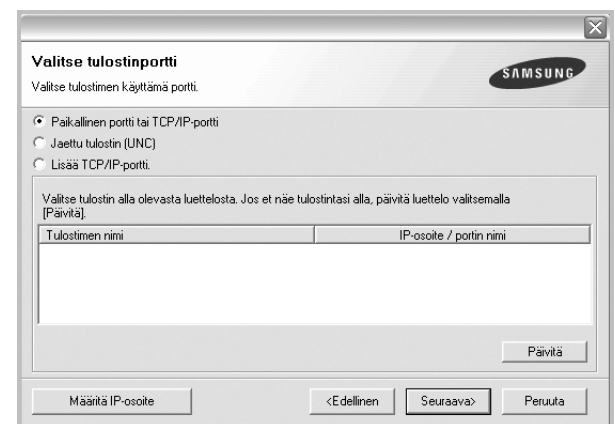 Valitse tulostinportti
Valitse tulostimen käyttämä portti.
SAMSUNG
Paikallinen portti tai TCP/IP-portti
Jaettu tulostin (UNC)
Lisää TCP/IP-portti.
Valitse tulostin alla olevasta luettelosta. Jos et näe tulostintasi alla, päivitä luettelo valitsemalla
[Päivitä].
Tulostimen nimi IP-osoite / portin nimi
Päivitä
Määritä IP-osoite <Edellinen Seuraava> Peruuta